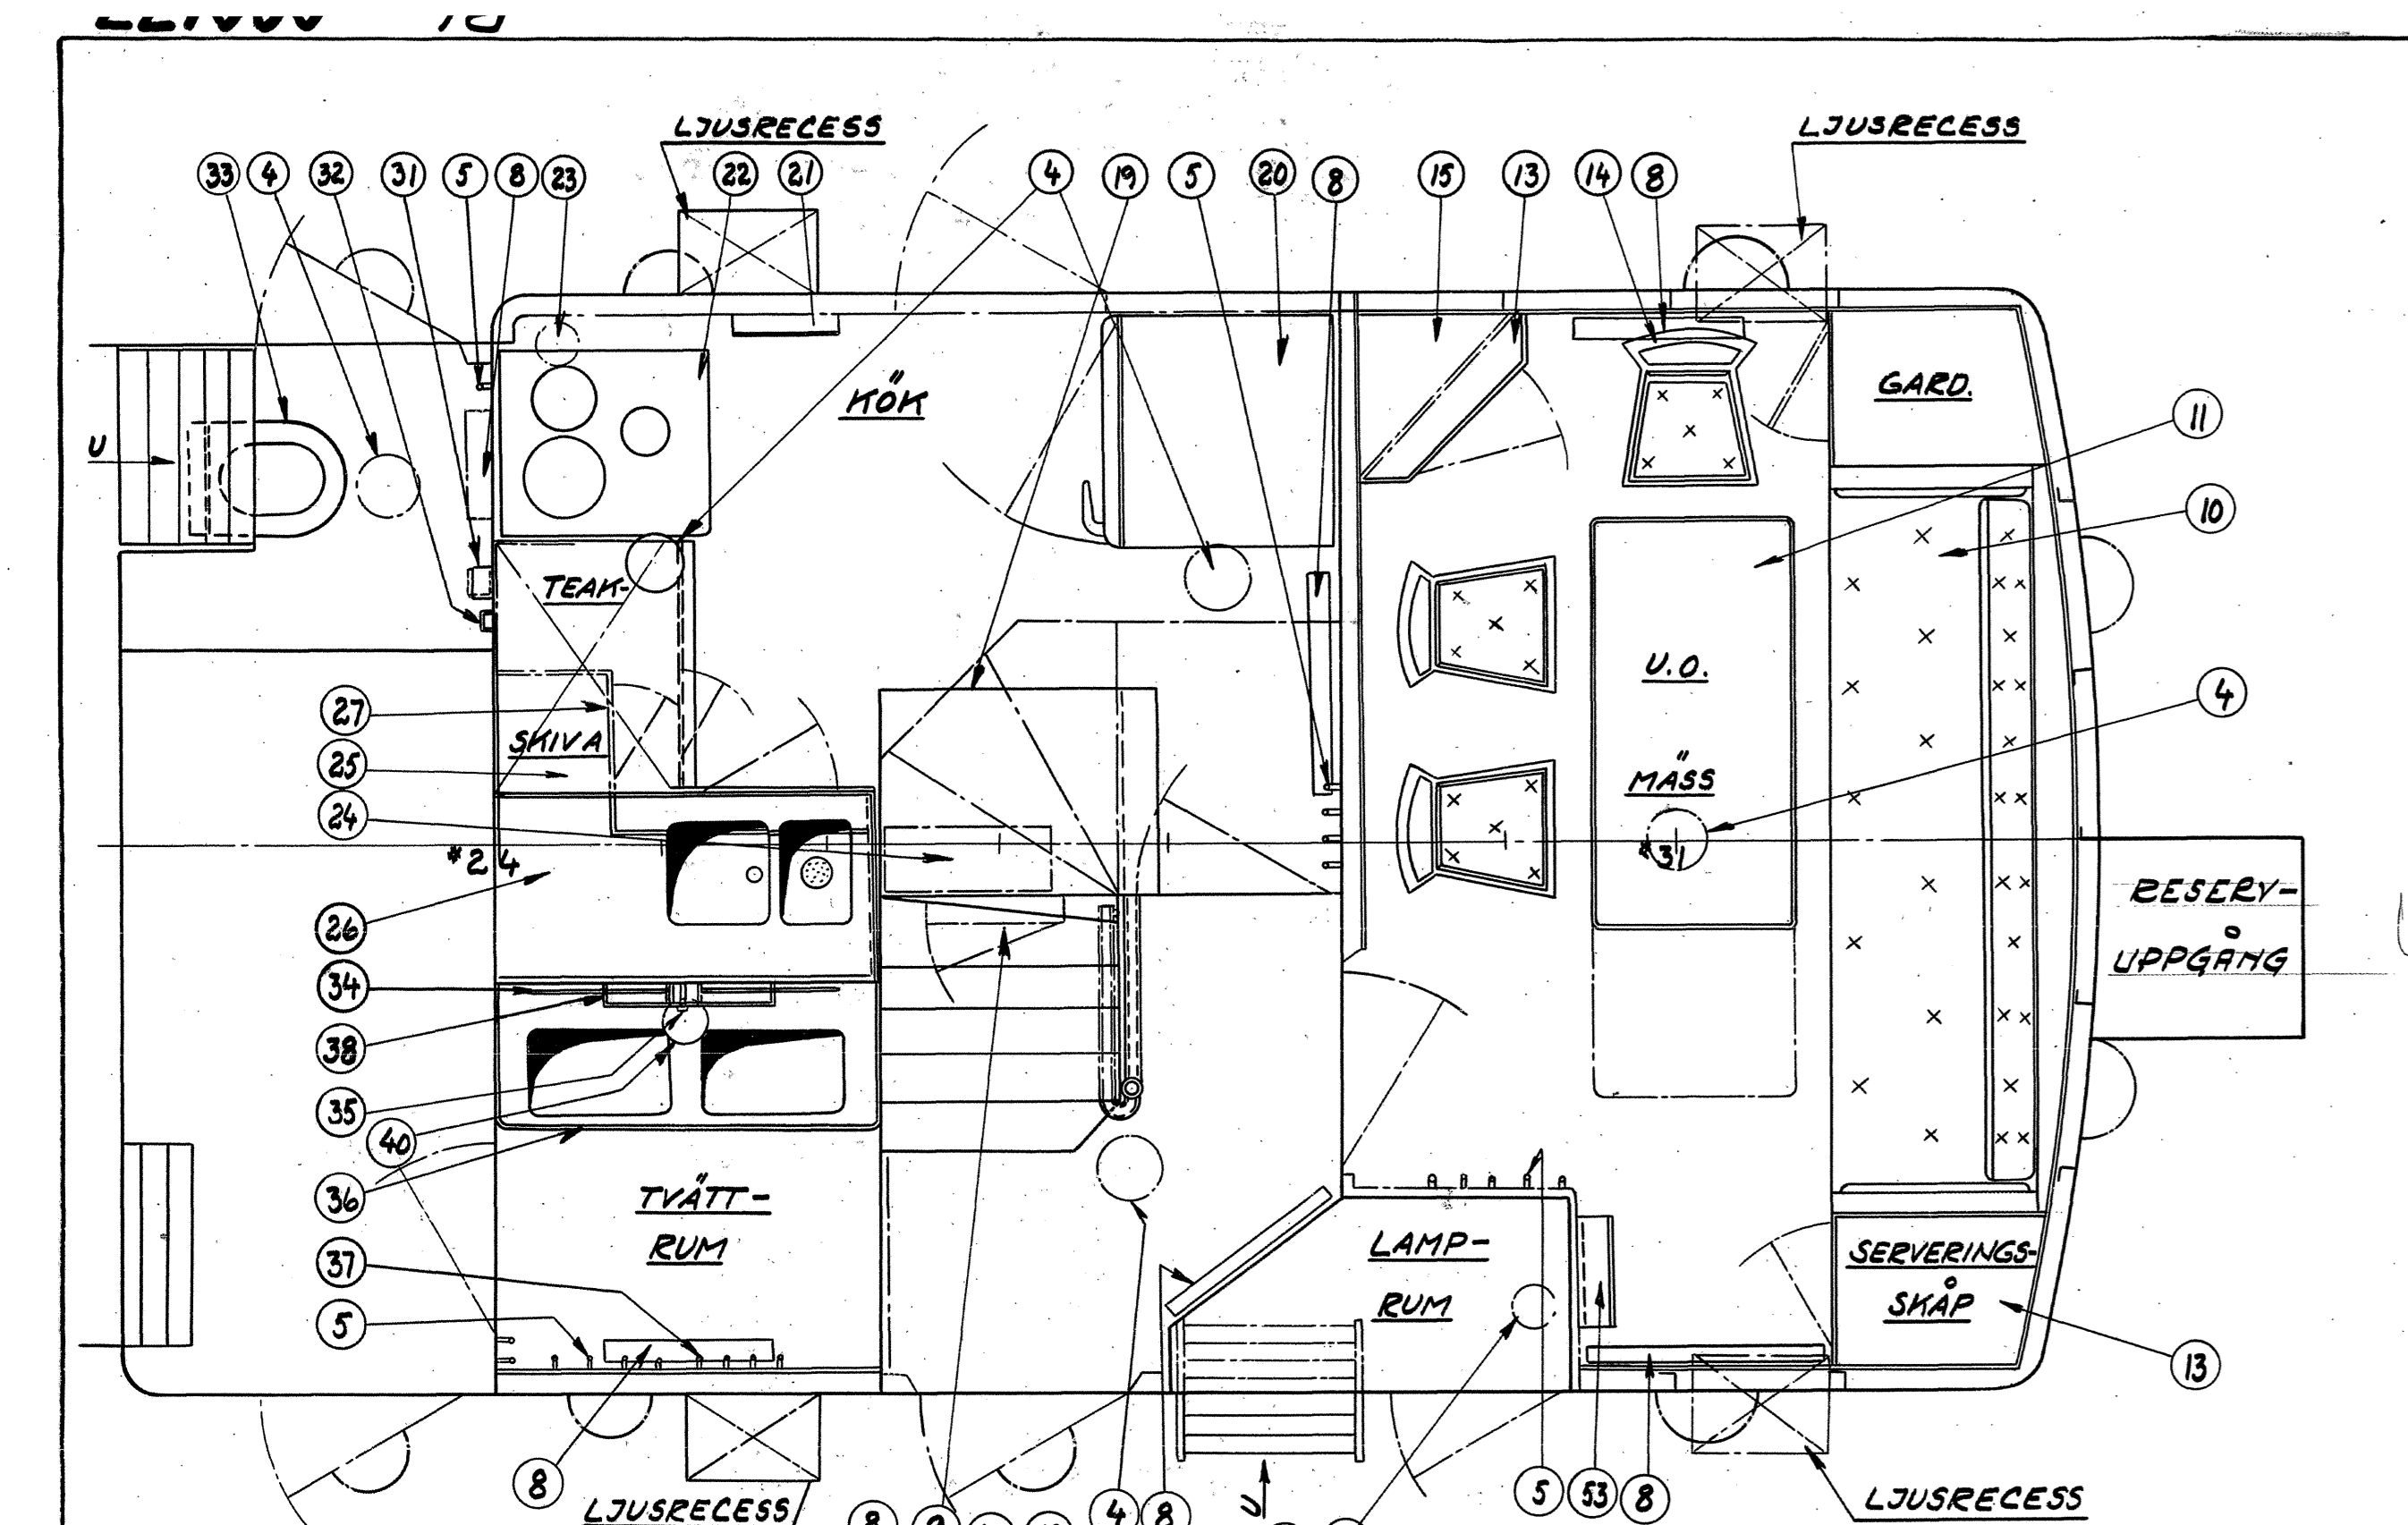 LJUSRECESS
LJUSRECESS
33 4 32 31 5 8 23 22 21 4 19 5 20 8 15 13 14 8
KÖK
GARD.
11
U
10
TEAK-
U.O.
27
4
SKIVA
25
MÄSS
24
*24
*31
26
RESERV-
UPPGÅNG
34
38
35
40
36
TVÄTT-
RUM
LAMP-
RUM
SERVERINGS-
SKÅP
37
5
13
8
5 53 8
4 8
U
LJUSRECESS
LJUSRECESS
8